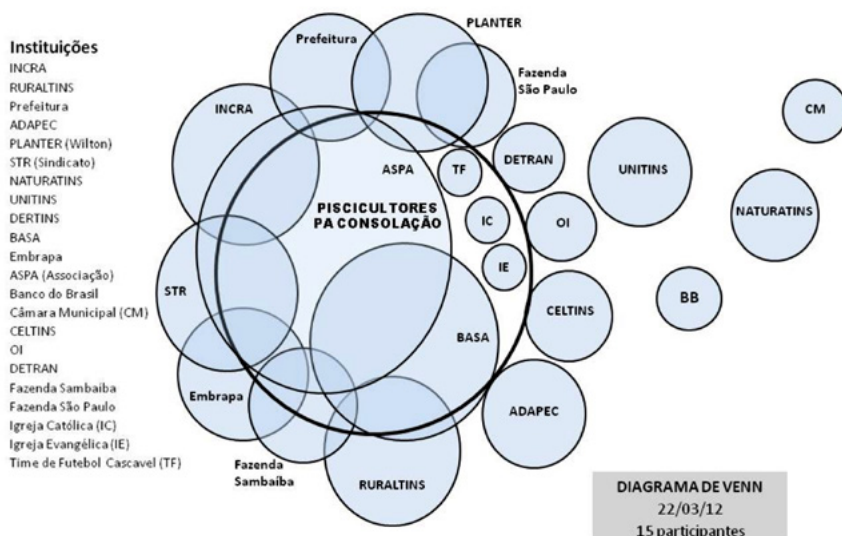 Instituições
INCRA
RURALTINS
Prefeitura
ADAPEC
PLANTER (Wilton)
STR (Sindicato)
NATURATINS
UNITINS
DERTINS
BASA
Embrapa
ASPA (Associação)
Banco do Brasil
Câmara Municipal (CM)
CELTINS
OI
DETRAN
Fazenda Sambaiba
Fazenda São Paulo
Igreja Católica (IC)
Igreja Evangélica (IE)
Time de Futebol Cascavel (TF)
PLANTER
Prefeitura
Fazenda
São Paulo
INCRA
CM
ASPA
TF
DETRAN
UNITINS
PISCICULTORES
PA CONSOLAÇÃO
IC
OI
NATURATINS
IE
STR
BB
CELTINS
BASA
Embrapa
ADAPEC
Fazenda
Sambaiba
RURALTINS
DIAGRAMA DE VENN
22/03/12
15 participantes